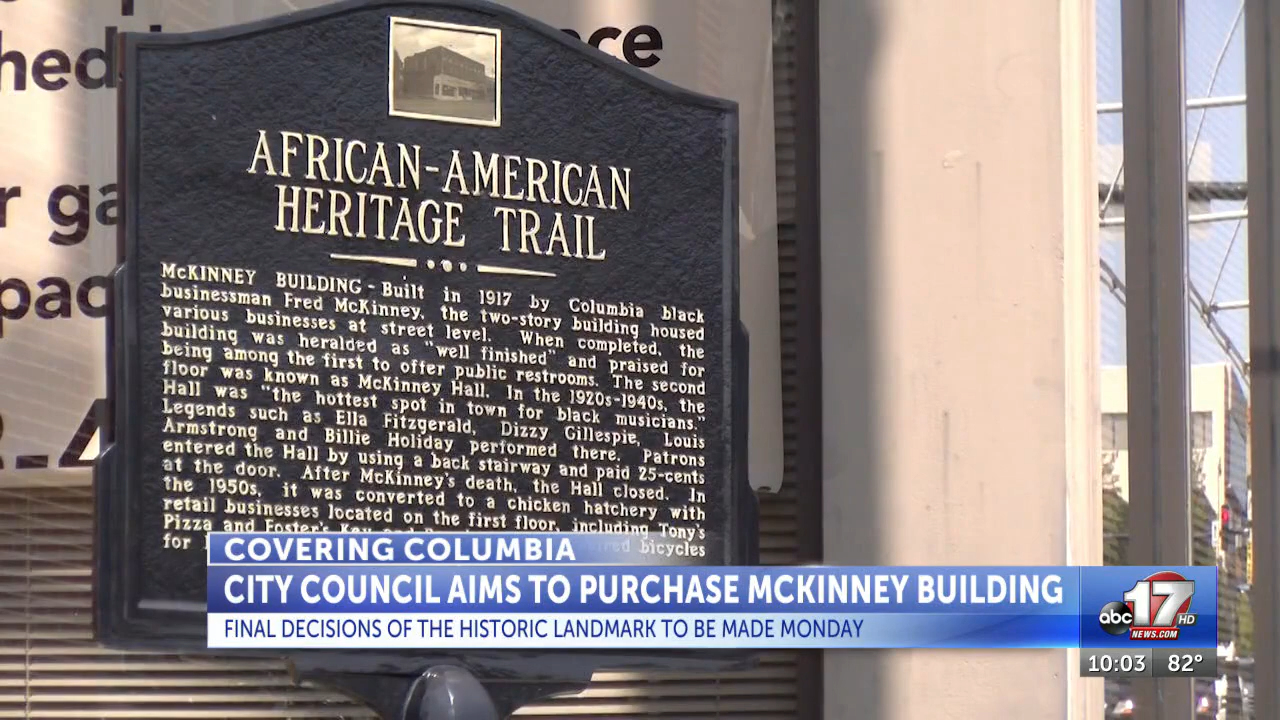 hed
ce
r ga
pac
AFRICAN-AMERICAN
HERITAGE TRAIL
McKINNEY BUILDING - Built in 1917 by Columbia black
businessman Fred McKinney, the two-story building housed
various businesses at street level. When completed, the
building was heralded as "well finished" and praised for
being among the first to offer public restrooms. The second
floor was known as McKinney Hall. In the 1920s-1940s, the
Hall was "the hottest spot in town for black musicians."
Legends such as Ella Fitzgerald, Dizzy Gillespie, Louis
Armstrong and Billie Holiday performed there. Patrons
entered the Hall by using a back stairway and paid 25-cents
at the door. After McKinney's death, the Hall closed. In
the 1950s, it was converted to a chicken hatchery with
retail businesses located on the first floor, including Tony's
Pizza and Foster's Key and
for bicycles
COVERING COLUMBIA
CITY COUNCIL AIMS TO PURCHASE MCKINNEY BUILDING
FINAL DECISIONS OF THE HISTORIC LANDMARK TO BE MADE MONDAY
abc 17 HD
NEWS.COM
10:03 82°